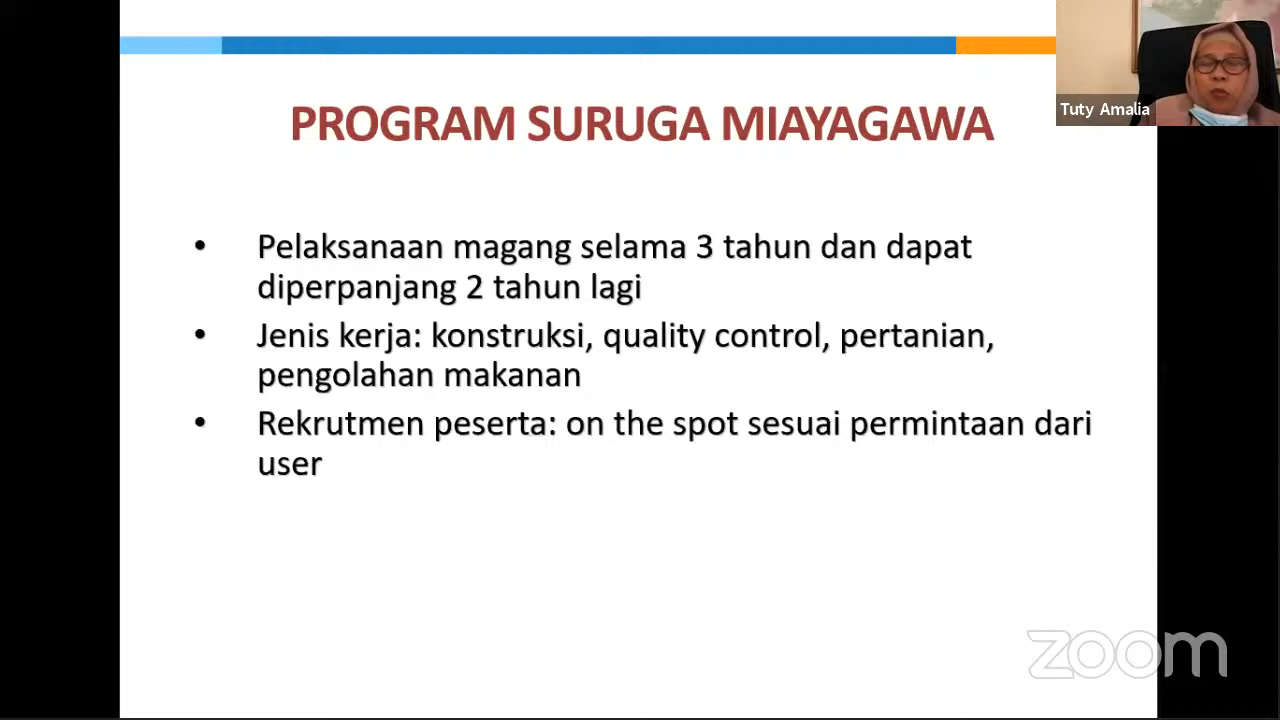 PROGRAM SURUGA MIAYAGAWA
Tuty Amalia
• Pelaksanaan magang selama 3 tahun dan dapat
diperpanjang 2 tahun lagi
• Jenis kerja: konstruksi, quality control, pertanian,
pengolahan makanan
• Rekrutmen peserta: on the spot sesuai permintaan dari
user
zoom